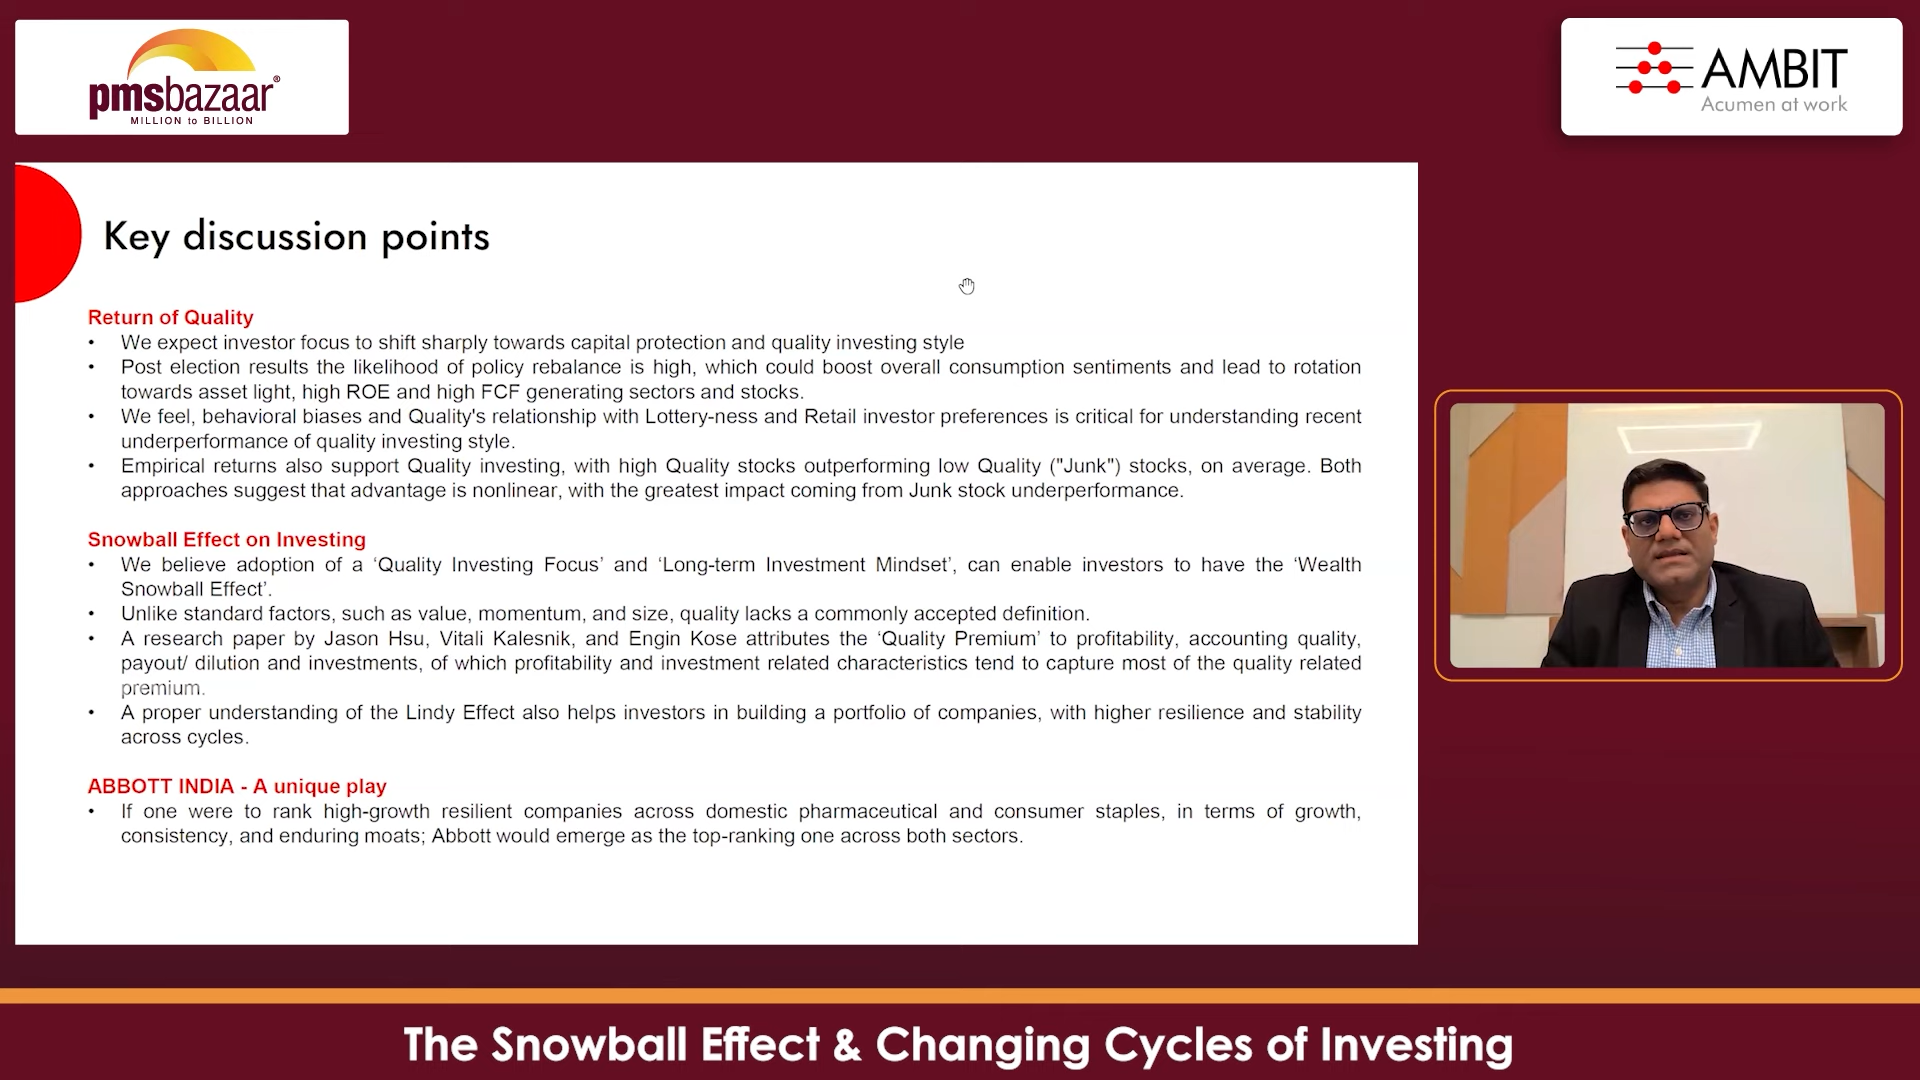 pmsbazaar®
MILLION to BILLION
AMBIT
Acumen at work
Key discussion points
Return of Quality
• We expect investor focus to shift sharply towards capital protection and quality investing style
• Post election results the likelihood of policy rebalance is high, which could boost overall consumption sentiments and lead to rotation
towards asset light, high ROE and high FCF generating sectors and stocks.
• We feel, behavioral biases and Quality's relationship with Lottery-ness and Retail investor preferences is critical for understanding recent
underperformance of quality investing style.
• Empirical returns also support Quality investing, with high Quality stocks outperforming low Quality ("Junk") stocks, on average. Both
approaches suggest that advantage is nonlinear, with the greatest impact coming from Junk stock underperformance.
Snowball Effect on Investing
• We believe adoption of a ‘Quality Investing Focus’ and ‘Long-term Investment Mindset’, can enable investors to have the ‘Wealth
Snowball Effect’.
• Unlike standard factors, such as value, momentum, and size, quality lacks a commonly accepted definition.
• A research paper by Jason Hsu, Vitali Kalesnik, and Engin Kose attributes the ‘Quality Premium’ to profitability, accounting quality,
payout/ dilution and investments, of which profitability and investment related characteristics tend to capture most of the quality related
premium.
• A proper understanding of the Lindy Effect also helps investors in building a portfolio of companies, with higher resilience and stability
across cycles.
ABBOTT INDIA - A unique play
• If one were to rank high-growth resilient companies across domestic pharmaceutical and consumer staples, in terms of growth,
consistency, and enduring moats; Abbott would emerge as the top-ranking one across both sectors.
The Snowball Effect & Changing Cycles of Investing